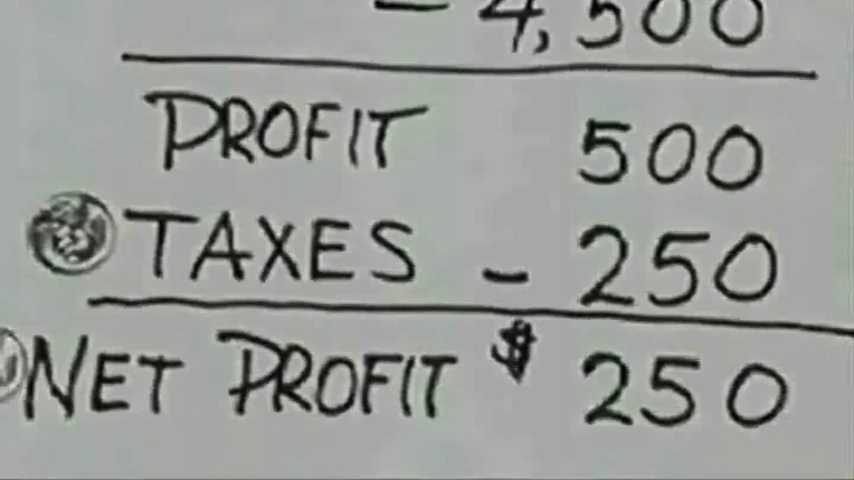 - 4,500
PROFIT 500
TAXES - 250
NET PROFIT $ 250